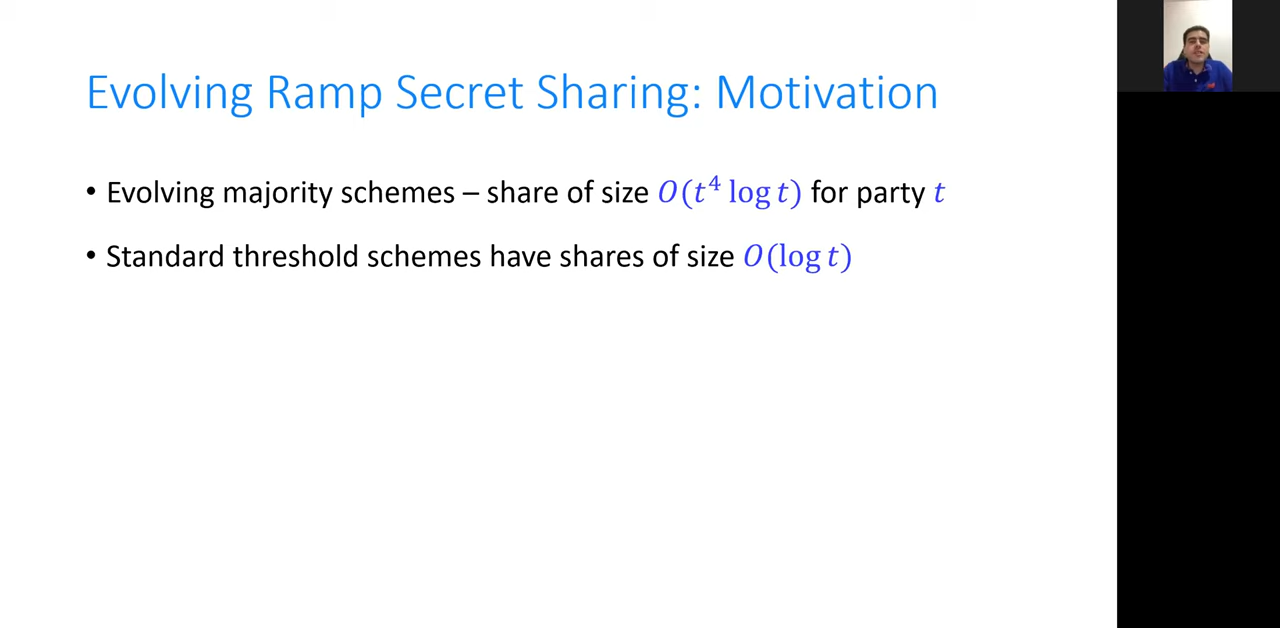 Evolving Ramp Secret Sharing: Motivation
• Evolving majority schemes – share of size O(t⁴ log t) for party t
• Standard threshold schemes have shares of size O(log t)